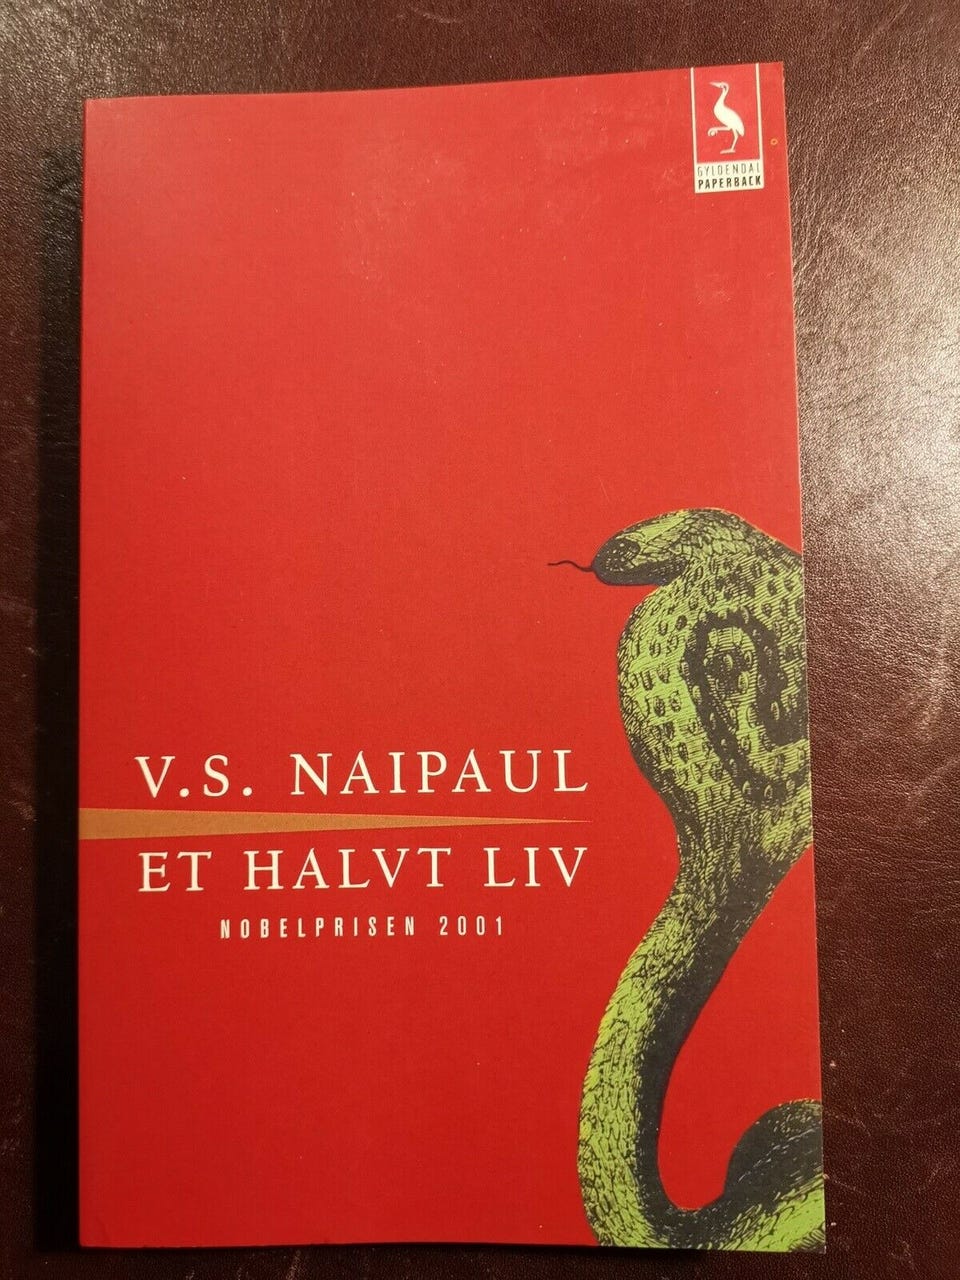 GYLDENDAL
PAPERBACK
V.S. NAIPAUL
ET HALVT LIV
NOBELPRISEN 2001